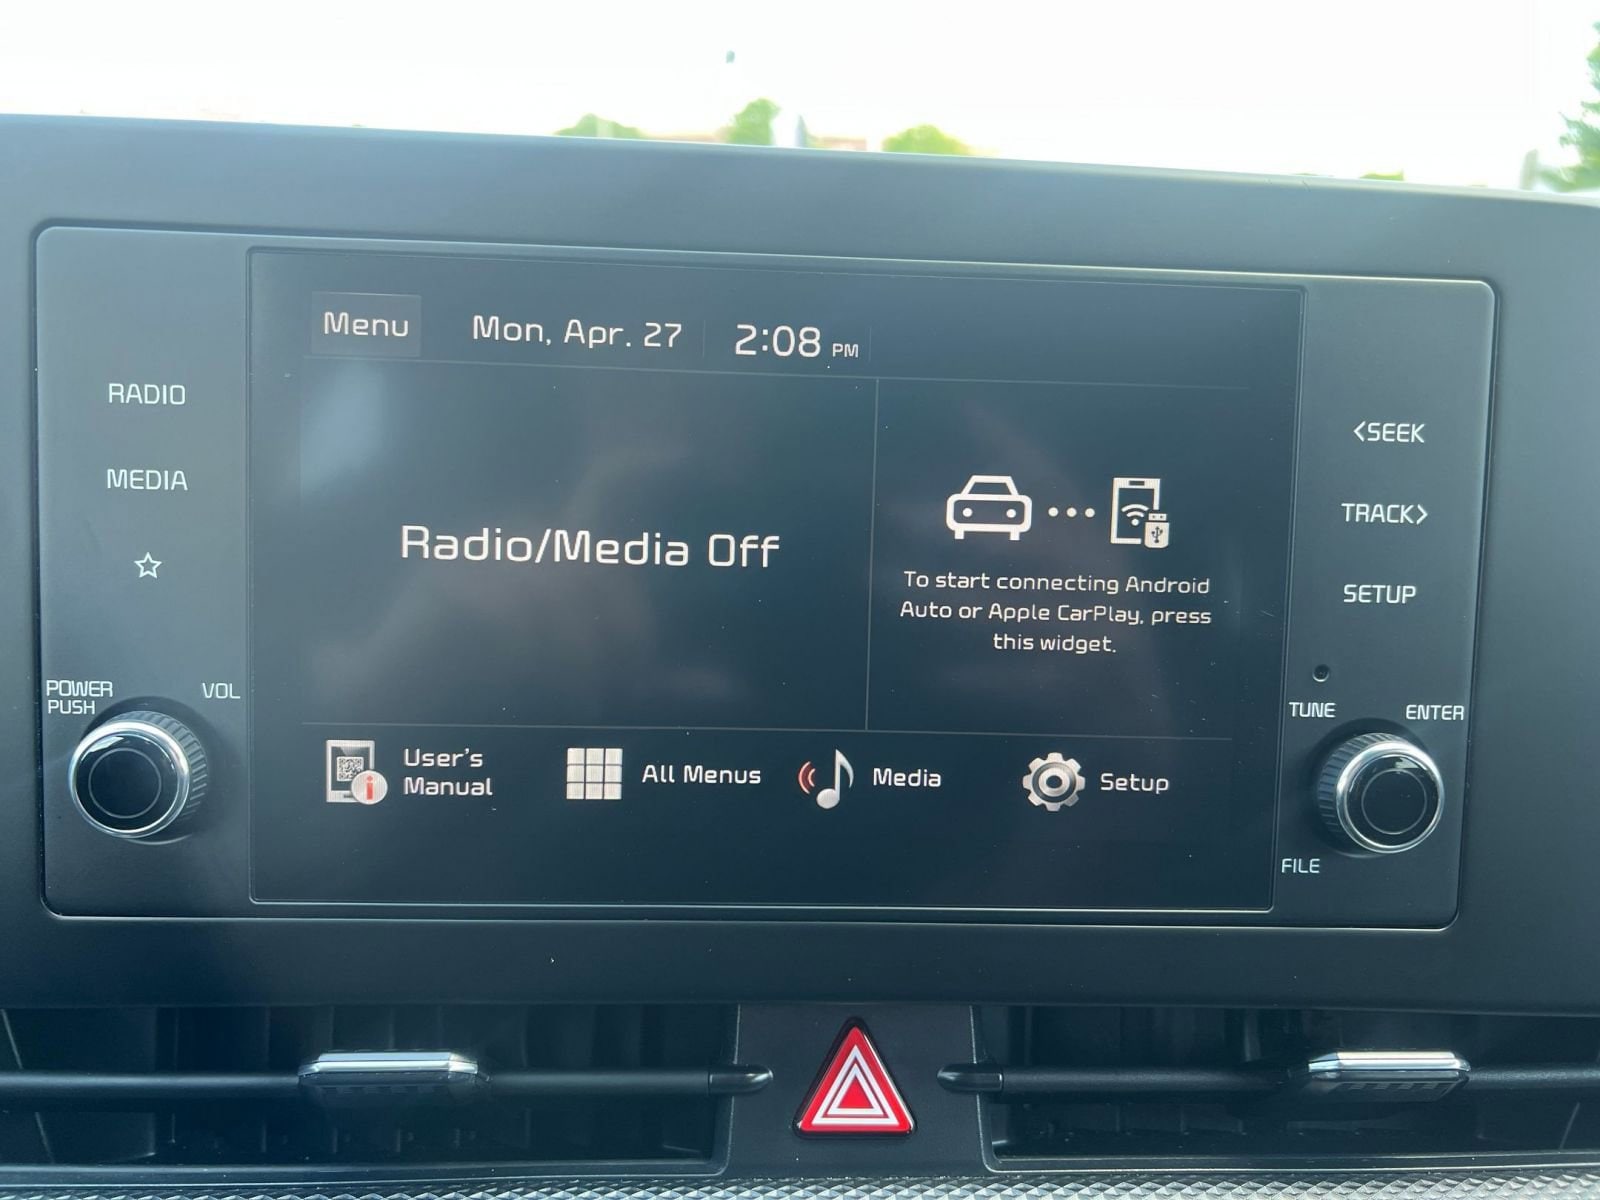 Menu
Mon, Apr. 27
2:08 PM
RADIO
MEDIA
POWER
PUSH
VOL
Radio/Media Off
To start connecting Android
Auto or Apple CarPlay, press
this widget.
User's
Manual
All Menus
Media
Setup
<SEEK
TRACK>
SETUP
TUNE
ENTER
FILE